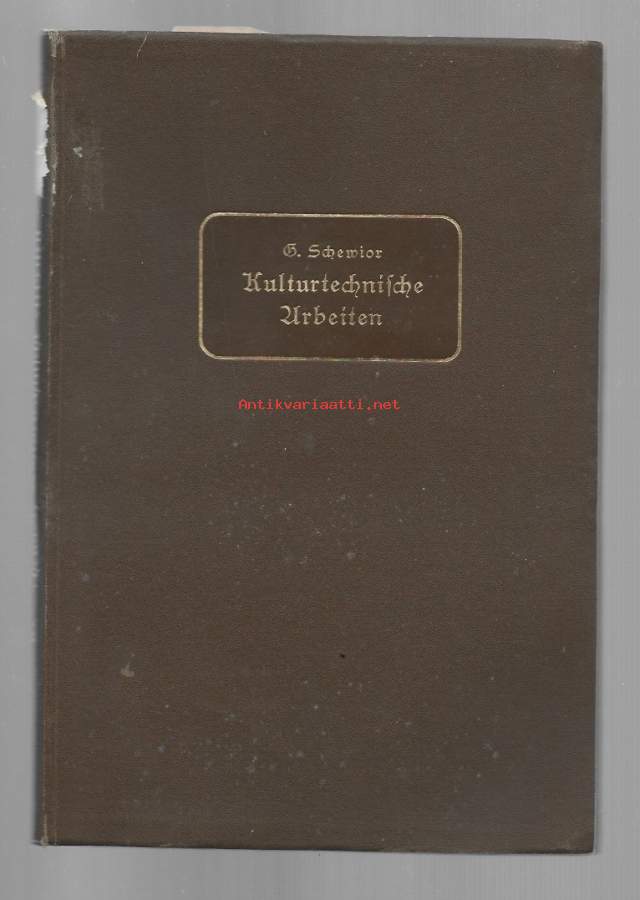 G. Schewior
Kulturtechniſche
Arbeiten
Antikvariaatti.net